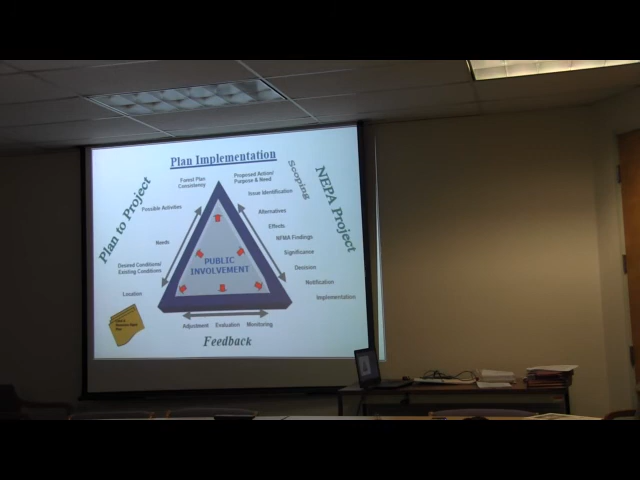 Plan Implementation
Plan to Project
Scoping
NEPA Project
Forest Plan
Consistency
Possible Activities
Needs
Desired Conditions/
Existing Conditions
Location
Proposed Action/
Purpose & Need
Issue Identification
Alternatives
Effects
NFMA Findings
Significance
Decision
Notification
Implementation
PUBLIC
INVOLVEMENT
Adjustment Evaluation Monitoring
Feedback